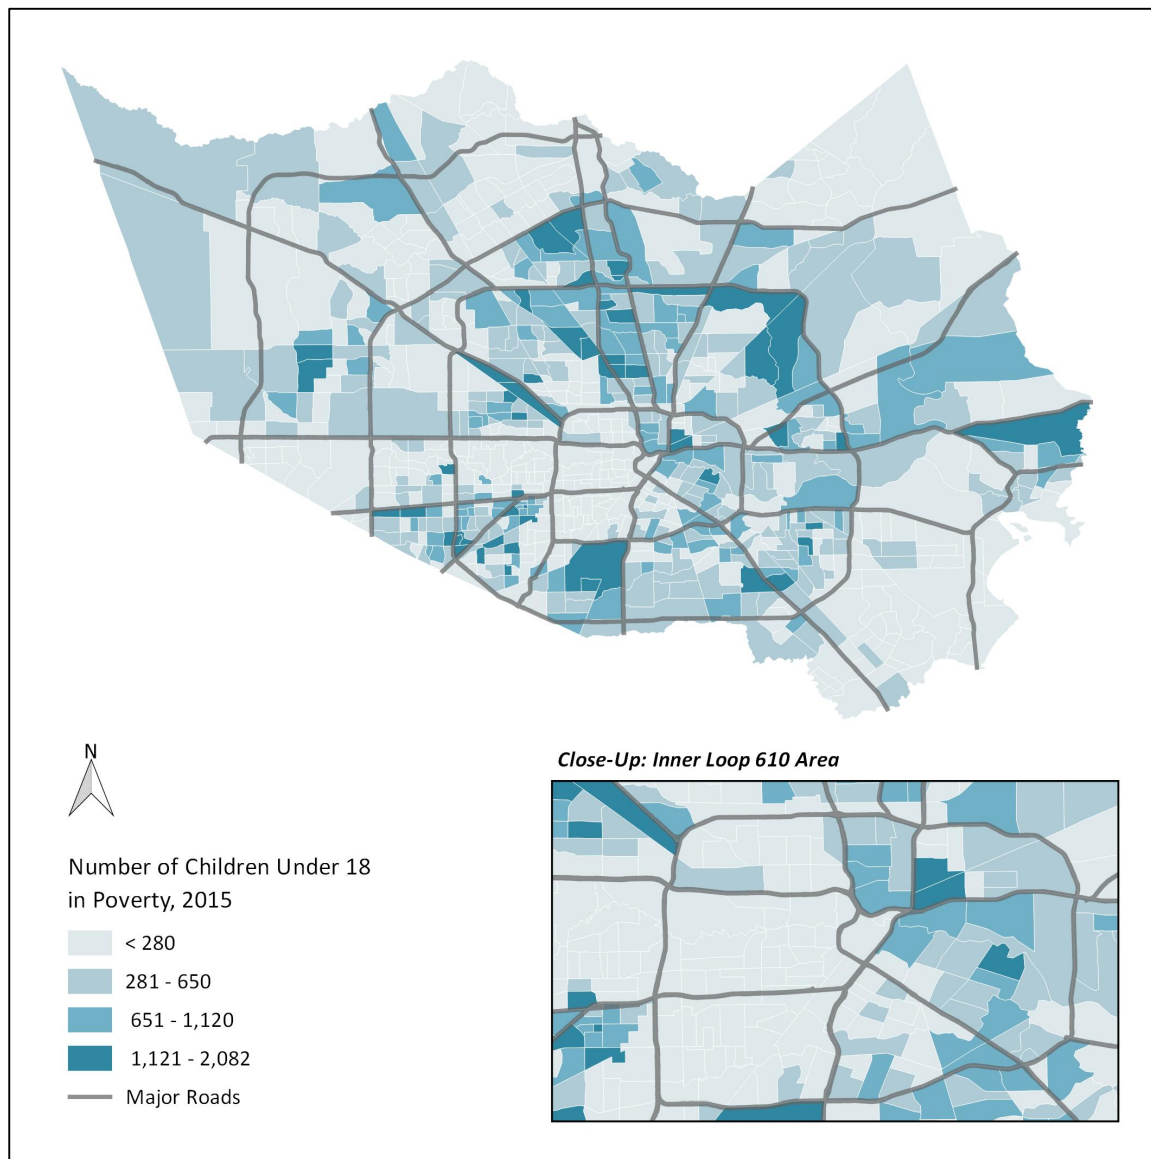 Close-Up: Inner Loop 610 Area
N
Number of Children Under 18
in Poverty, 2015
< 280
281 - 650
651 - 1,120
1,121 - 2,082
Major Roads